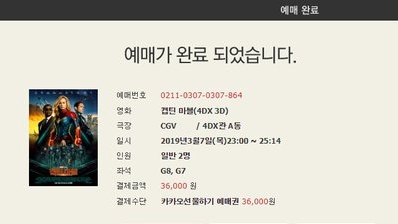 예매 완료
예매가 완료 되었습니다.
예매번호 0211-0307-0307-864
영화 캡틴 마블(4DX 3D)
극장 CGV / 4DX관 A동
일시 2019년3월7일(목)23:00 ~ 25:14
인원 일반 2명
좌석 G8, G7
결제금액 36,000 원
결제수단 카카오선물하기 예매권 36,000원